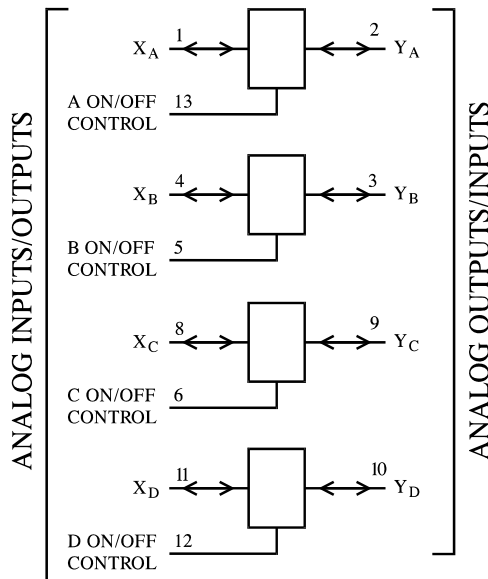 ANALOG INPUTS/OUTPUTS
X_A 1 2 Y_A
A ON/OFF 13
CONTROL
X_B 4 3 Y_B
B ON/OFF 5
CONTROL
X_C 8 9 Y_C
C ON/OFF 6
CONTROL
X_D 11 10 Y_D
D ON/OFF 12
CONTROL
ANALOG OUTPUTS/INPUTS